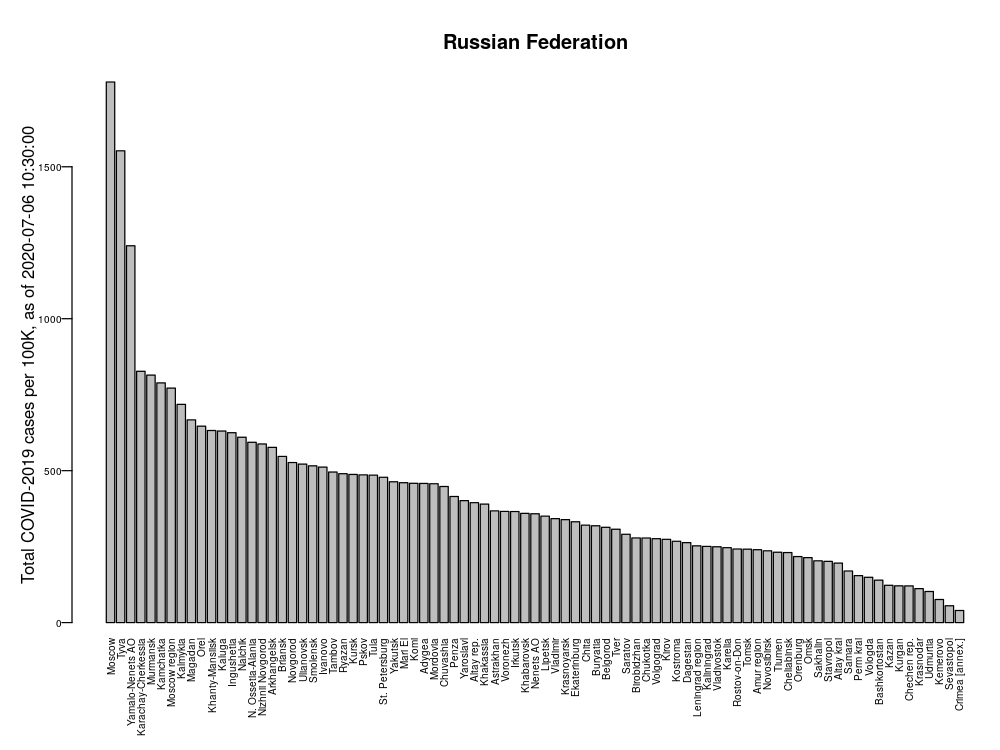 Russian Federation
Total COVID-2019 cases per 100K, as of 2020-07-06 10:30:00
1500
1000
500
0
Moscow
Tyva
Yamalo-Nenets AO
Karachay-Cherkessia
Murmansk
Kamchatka
Moscow region
Kalmykia
Magadan
Orel
Khanty-Mansiisk
Kaluga
Ingushetia
Nalchik
N. Ossetia-Alania
Nizhnii Novgorod
Arkhangelsk
Briansk
Novgorod
Ulianovsk
Smolensk
Ivanovo
Tambov
Ryazan
Kursk
Pskov
Tula
St. Petersburg
Yakutsk
Mari El
Komi
Adygea
Mordovia
Chuvashia
Penza
Yaroslavl
Altay rep.
Khakassia
Astrakhan
Voronezh
Irkutsk
Khabarovsk
Nenets AO
Lipetsk
Vladimir
Krasnoyarsk
Ekaterinburg
Chita
Buryatia
Belgorod
Tver
Saratov
Birobidzhan
Chukotka
Volgograd
Kirov
Kostroma
Dagestan
Leningrad region
Kaliningrad
Vladivostok
Karelia
Rostov-on-Don
Tomsk
Amur region
Novosibirsk
Tiumen
Cheliabinsk
Orenburg
Omsk
Sakhalin
Stavropol
Altay krai
Samara
Perm krai
Vologda
Bashkortostan
Kazan
Kurgan
Chechen rep.
Krasnodar
Udmurtia
Kemerovo
Sevastopol
Crimea [annex.]